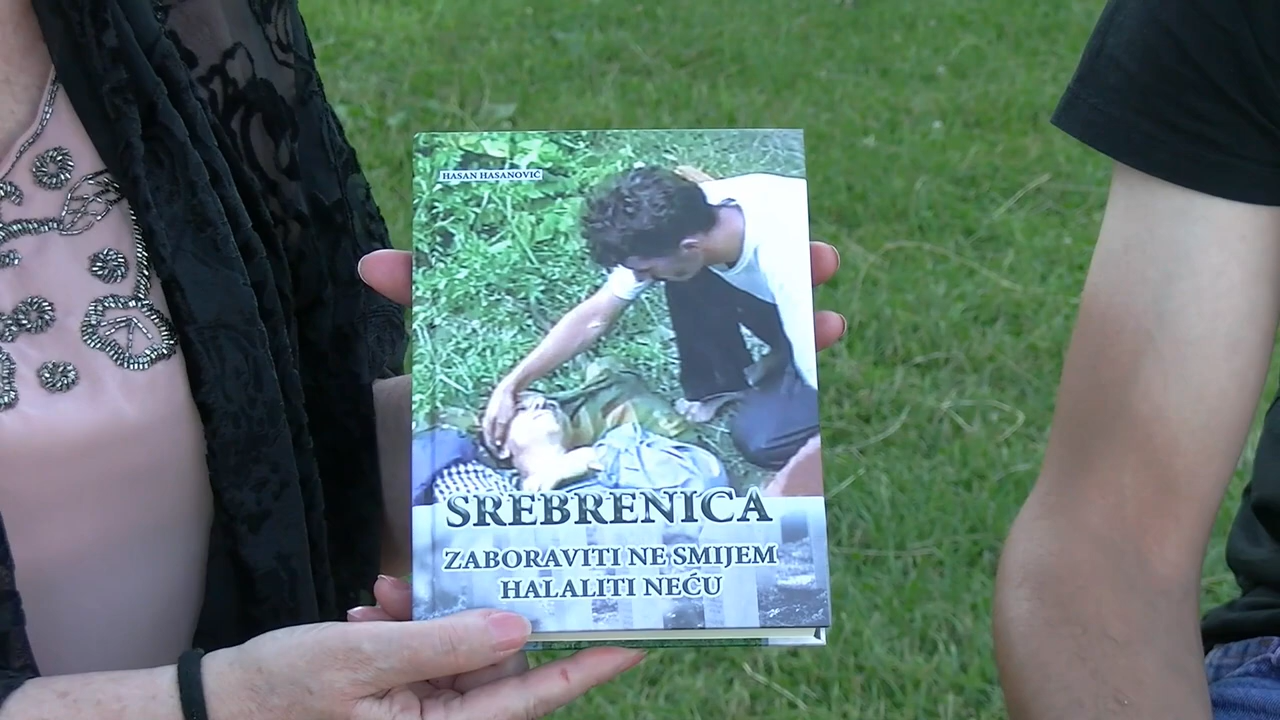 HASAN HASANOVIĆ
SREBRENICA
ZABORAVITI NE SMIJEM
HALALITI NEĆU